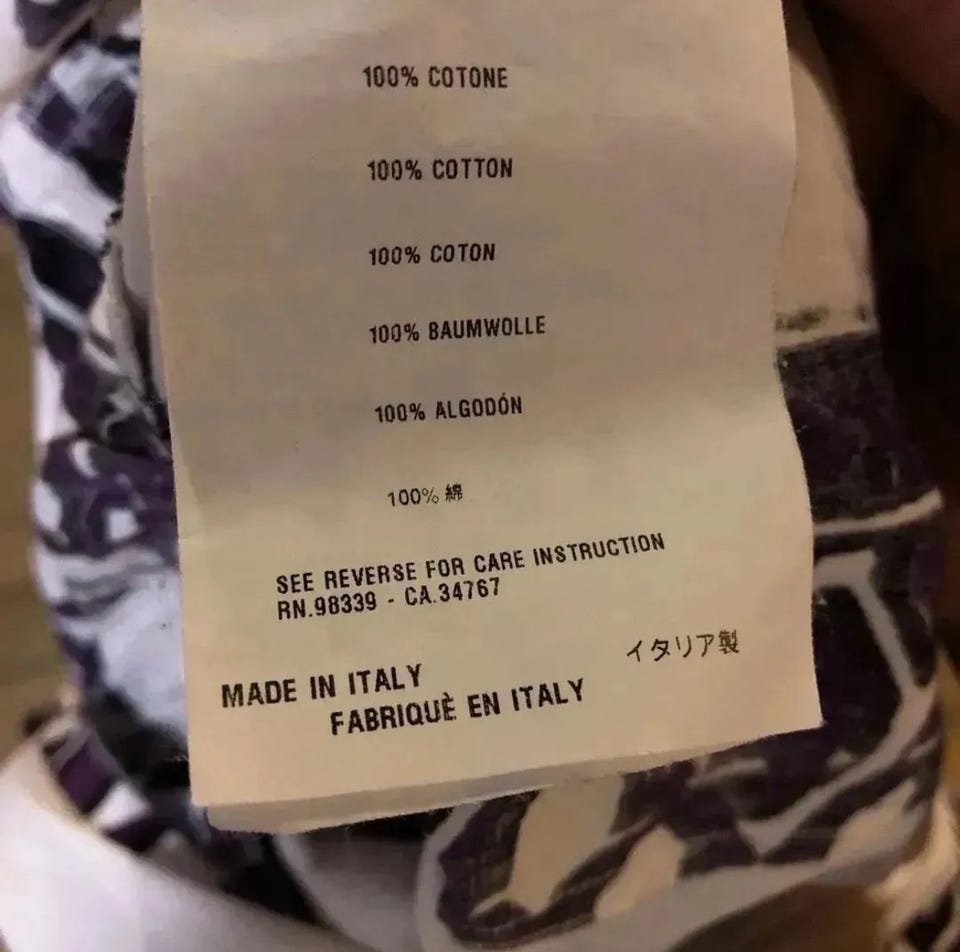 100% COTONE
100% COTTON
100% COTON
100% BAUMWOLLE
100% ALGODÓN
100% 綿
SEE REVERSE FOR CARE INSTRUCTION
RN.98339 - CA.34767
イタリア製
MADE IN ITALY
FABRIQUÈ EN ITALY